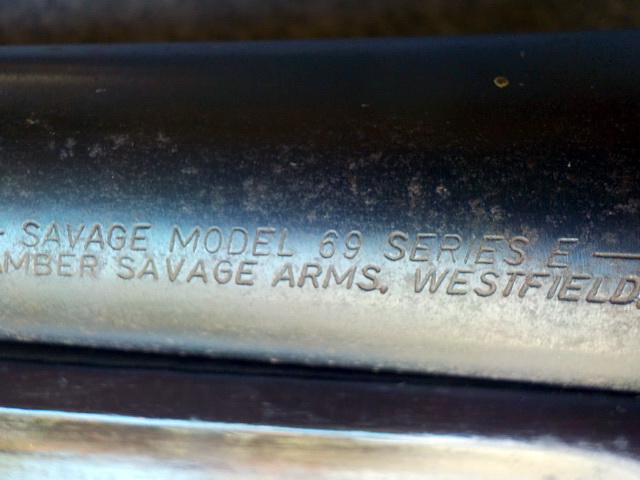 - SAVAGE MODEL 69 SERIES E —
AMBER SAVAGE ARMS, WESTFIELD,